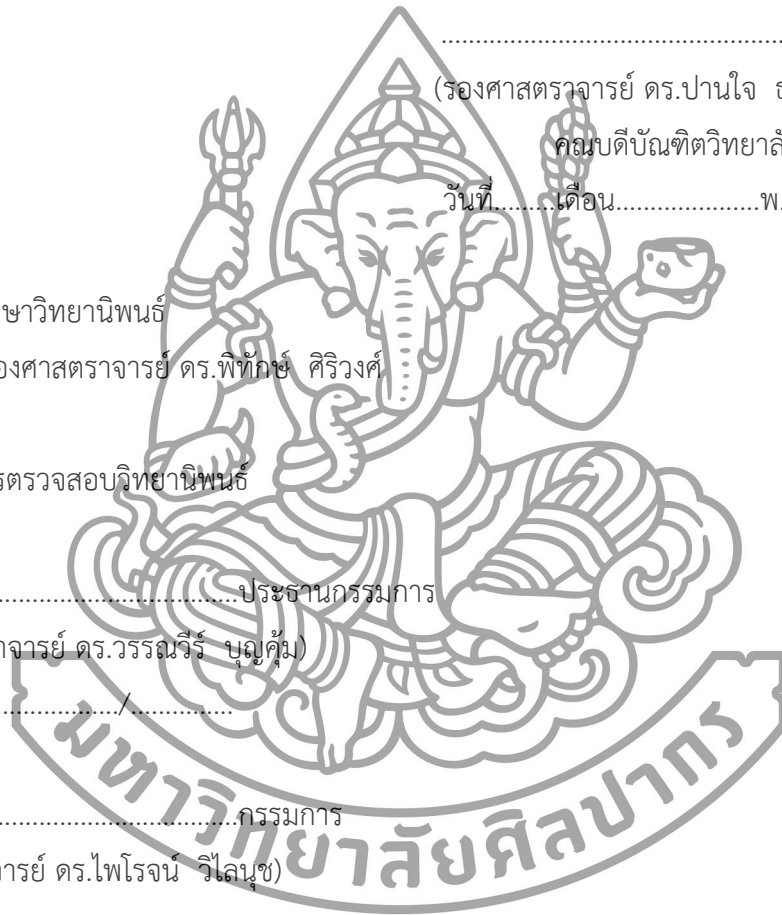 ....................................................
(รองศาสตราจารย์ ดร.ปานใจ
คณบดีบัณฑิตวิทยาลั
วันที่.........เดือน....................พ.
ษาวิทยานิพนธ์
องศาสตราจารย์ ดร.พิทักษ์ ศิริวงศ์
รตรวจสอบวิทยานิพนธ์
....................................ประธานกรรมการ
าจารย์ ดร.วรรณวีร์ บุญคุ้ม)
................../...............
....................................กรรมการ
ารย์ ดร.ไพโรจน์ วิไลนุช)
มหาวิทยาลัยศิลปากร